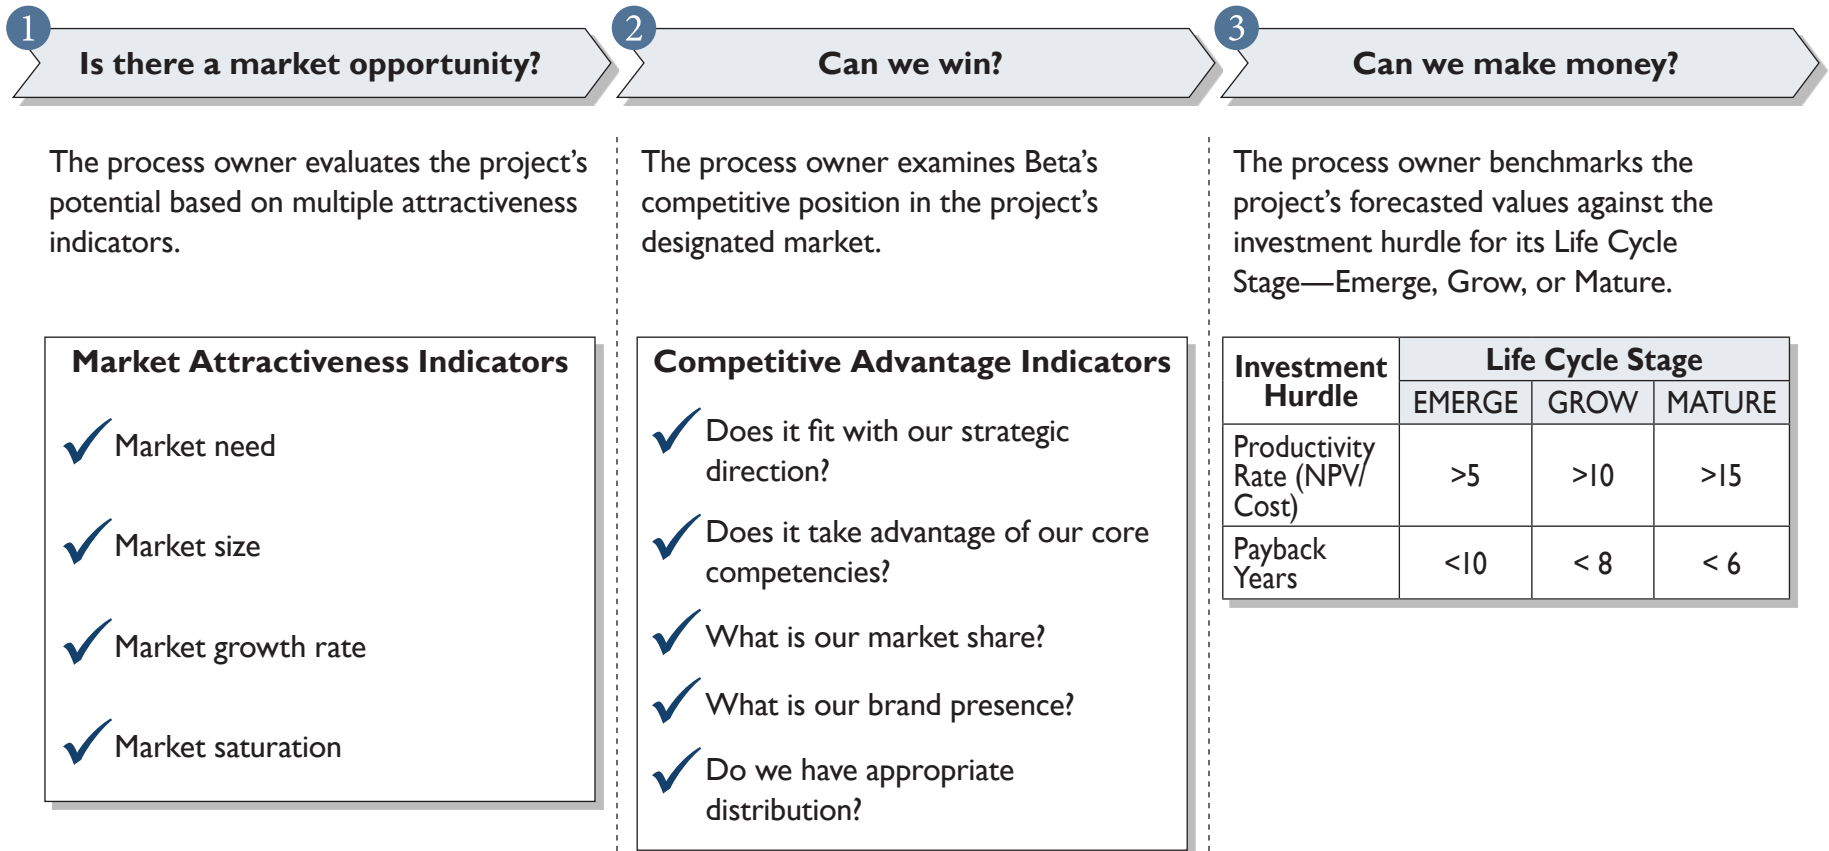 1
Is there a market opportunity?
The process owner evaluates the project’s
potential based on multiple attractiveness
indicators.
Market Attractiveness Indicators
Market need
Market size
Market growth rate
Market saturation
2
Can we win?
The process owner examines Beta’s
competitive position in the project’s
designated market.
Competitive Advantage Indicators
Does it fit with our strategic
direction?
Does it take advantage of our core
competencies?
What is our market share?
What is our brand presence?
Do we have appropriate
distribution?
3
Can we make money?
The process owner benchmarks the
project’s forecasted values against the
investment hurdle for its Life Cycle
Stage—Emerge, Grow, or Mature.
Investment
Hurdle
Life Cycle Stage
EMERGE GROW MATURE
Productivity
Rate (NPV/
Cost)
>5 >10 >15
Payback
Years
<10 < 8 < 6